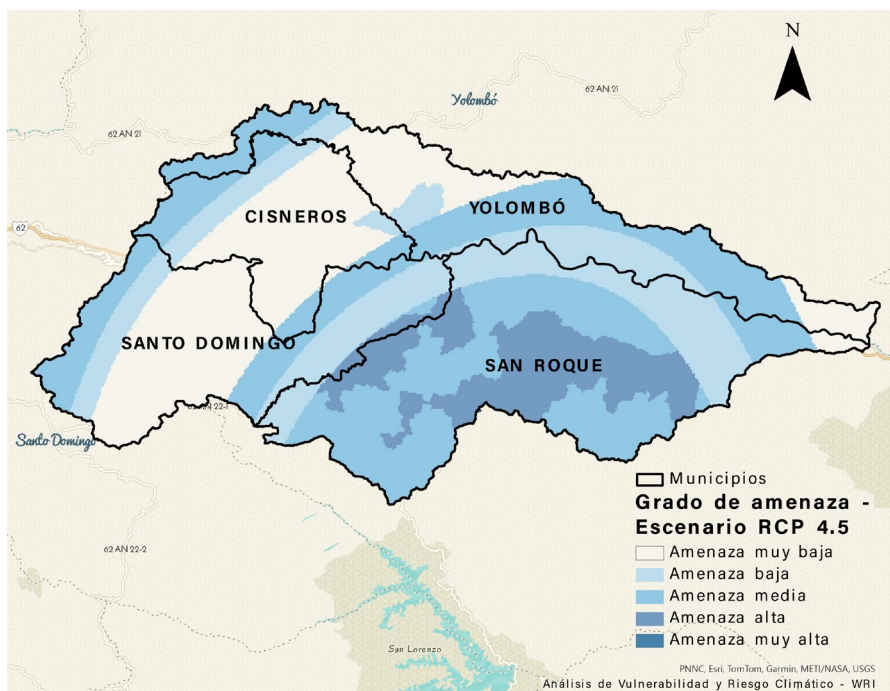 N
Yolombó
62 AN 21
62 AN 21
62
CISNEROS
YOLOMBÓ
SANTO DOMINGO
SAN ROQUE
62 AN 22-1
Santo Domingo
62 AN 22-2
San Lorenzo
Municipios
Grado de amenaza -
Escenario RCP 4.5
Amenaza muy baja
Amenaza baja
Amenaza media
Amenaza alta
Amenaza muy alta
PNNC, Esri, TomTom, Garmin, METI/NASA, USGS
Análisis de Vulnerabilidad y Riesgo Climático - WRI